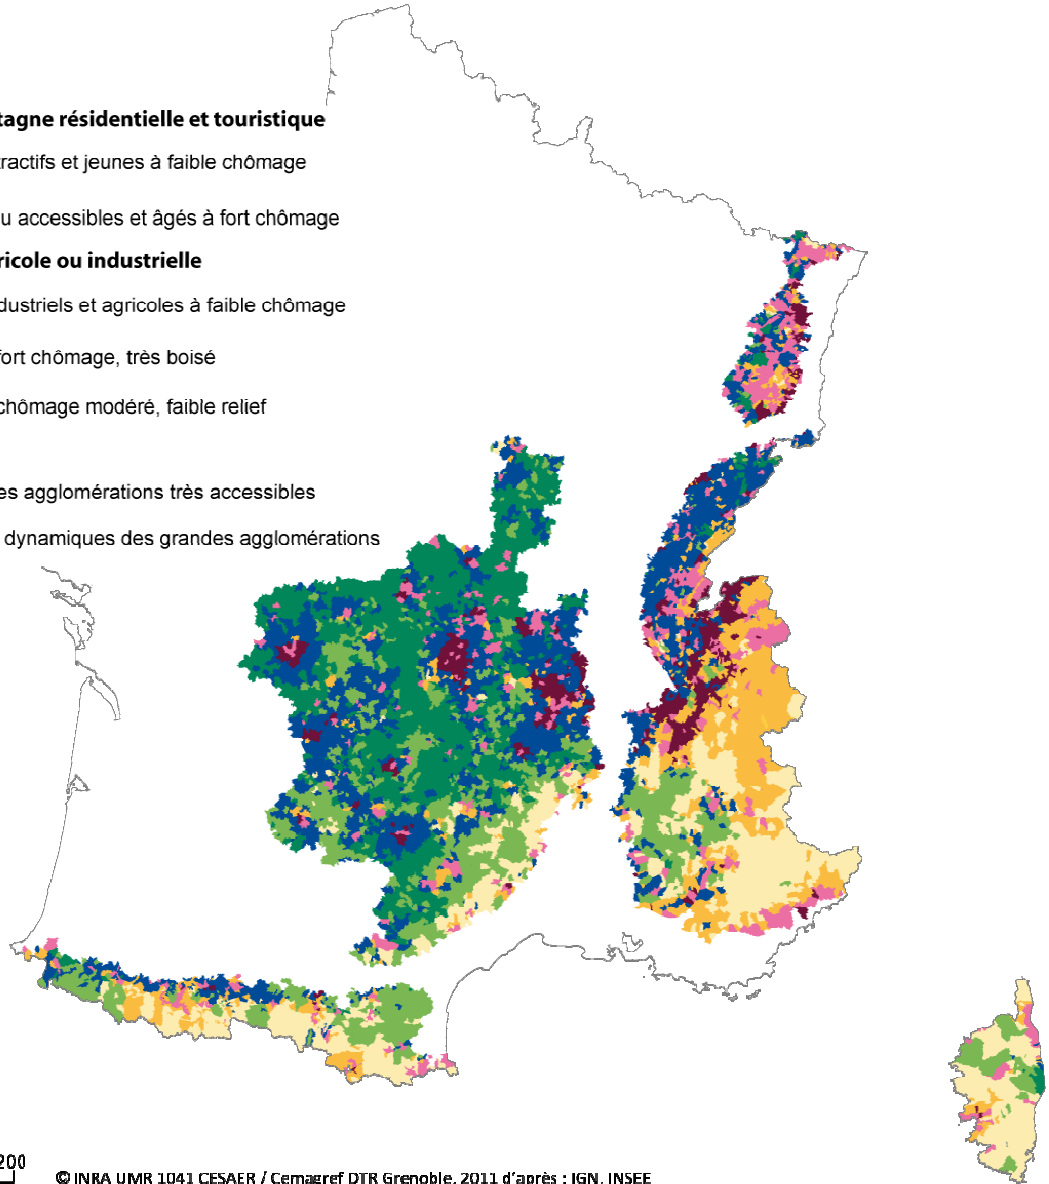 tagne résidentielle et touristique
tractifs et jeunes à faible chômage
u accessibles et âgés à fort chômage
ricole ou industrielle
dustriels et agricoles à faible chômage
fort chômage, très boisé
chômage modéré, faible relief
es agglomérations très accessibles
dynamiques des grandes agglomérations
200
© INRA UMR 1041 CESAER / Cemagref DTR Grenoble, 2011 d'après : IGN, INSEE